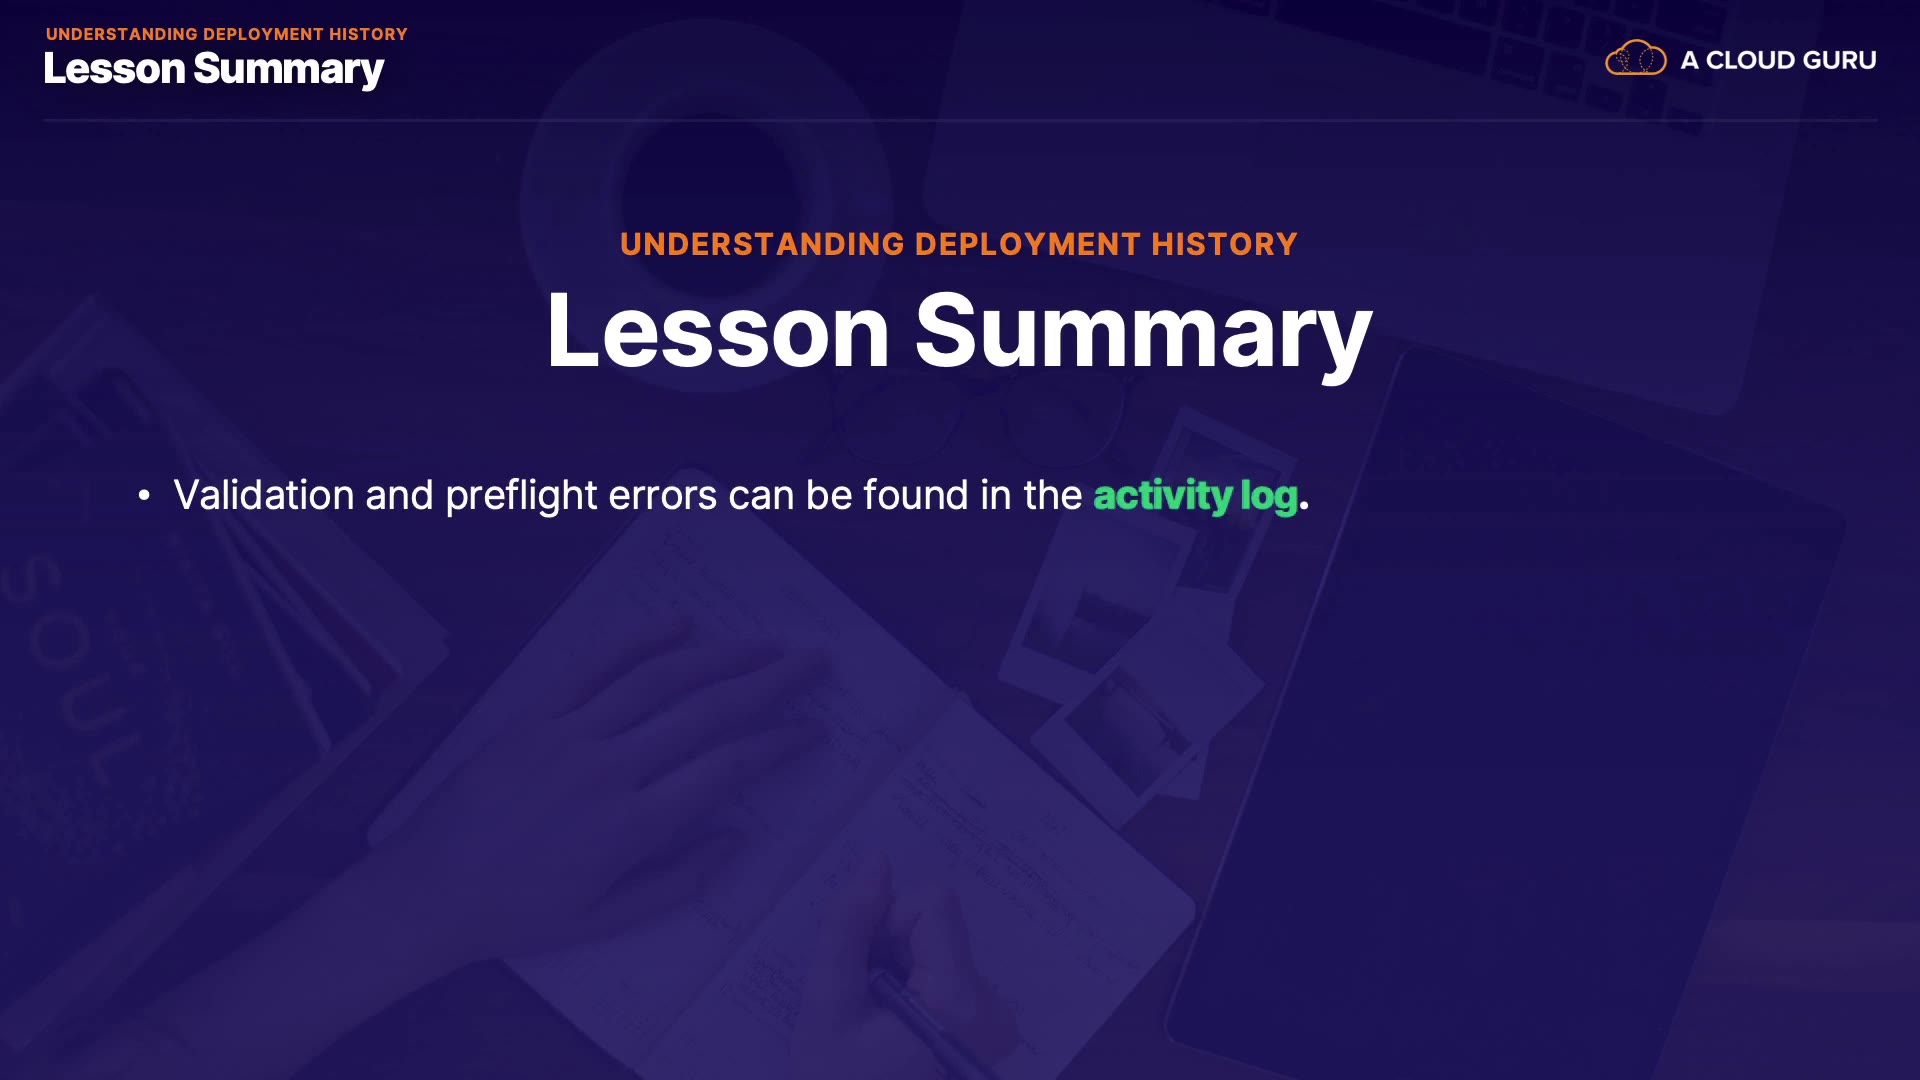 UNDERSTANDING DEPLOYMENT HISTORY
Lesson Summary
A CLOUD GURU
UNDERSTANDING DEPLOYMENT HISTORY
Lesson Summary
• Validation and preflight errors can be found in the activity log.
SOUL